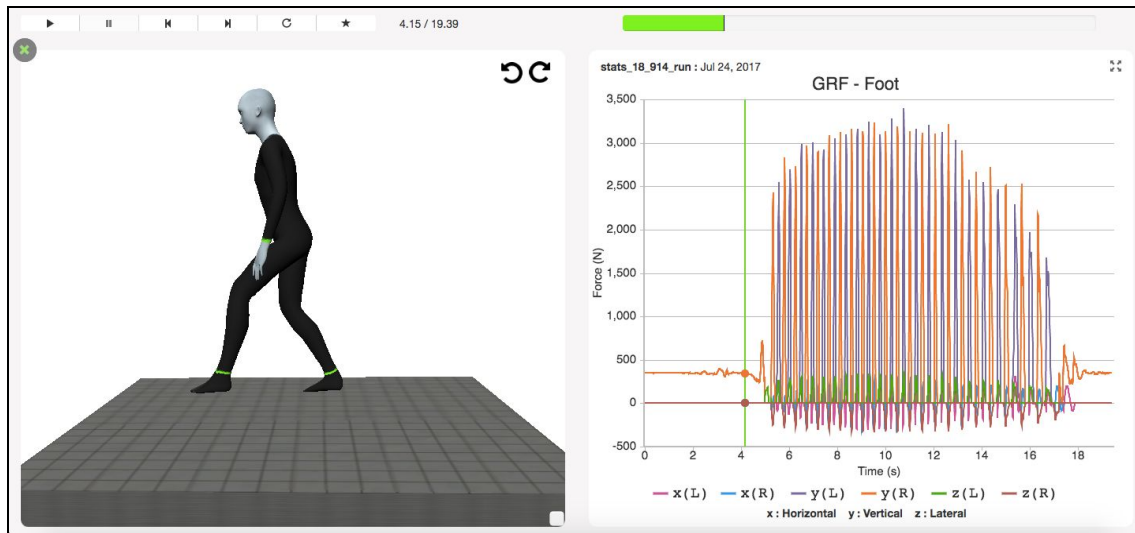 4.15 / 19.39
stats_18_914_run : Jul 24, 2017
GRF - Foot
3,500
3,000
2,500
2,000
1,500
1,000
500
0
-500
Force (N)
0 2 4 6 8 10 12 14 16 18
Time (s)
x(L) x(R) y(L) y(R) z(L) z(R)
x : Horizontal y : Vertical z : Lateral